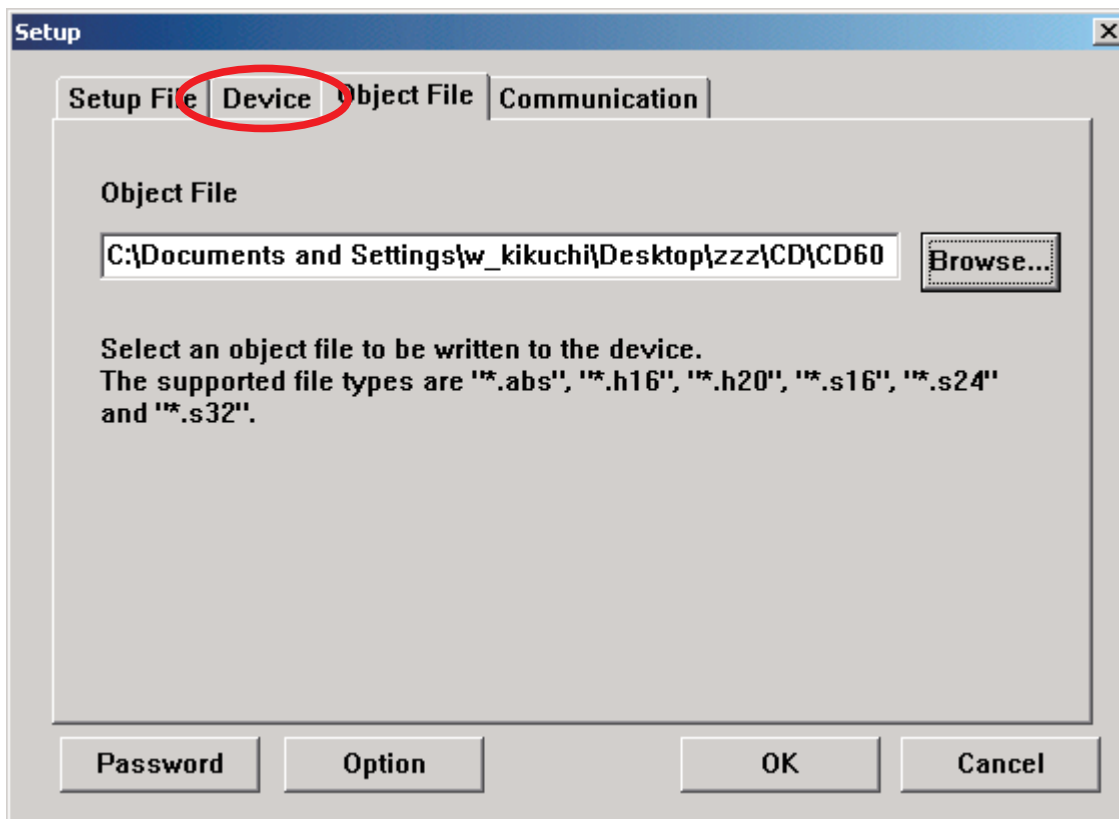 Setup
Setup File Device Object File Communication
Object File
C:\Documents and Settings\w_kikuchi\Desktop\zzz\CD\CD60 Browse...
Select an object file to be written to the device.
The supported file types are "*.abs", "*.h16", "*.h20", "*.s16", "*.s24"
and "*.s32".
Password Option OK Cancel